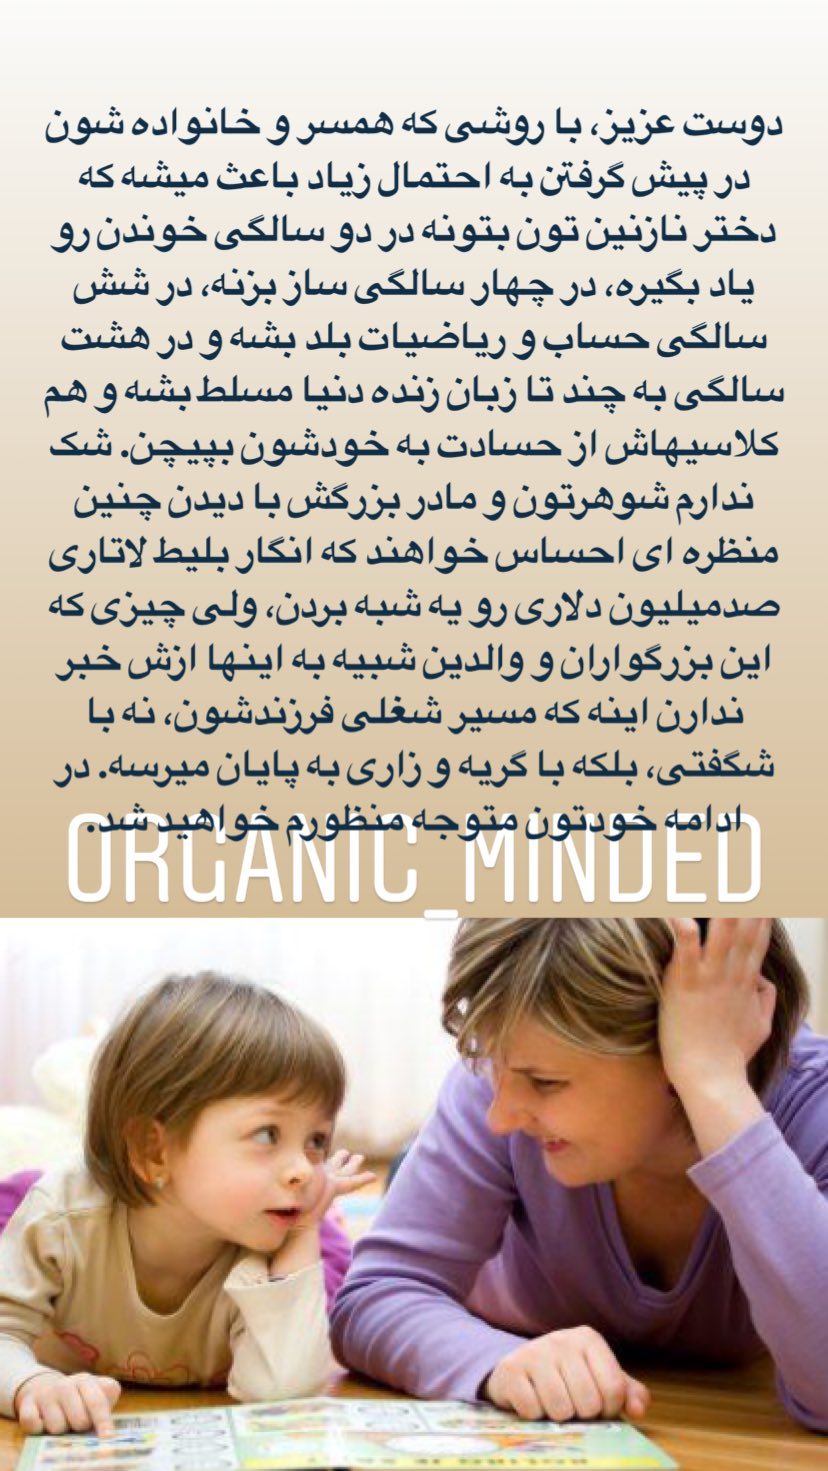 دوست عزیز، با روشی که همسر و خانواده شون
در پیش گرفتن به احتمال زیاد باعث میشه که
دختر نازنین تون بتونه در دو سالگی خوندن رو
یاد بگیره، در چهار سالگی ساز بزنه، در شش
سالگی حساب و ریاضیات بلد بشه و در هشت
سالگی به چند تا زبان زنده دنیا مسلط بشه و هم
کلاسیهاش از حسادت به خودشون بپیچن. شک
ندارم شوهرتون و مادر بزرگش با دیدن چنین
منظره ای احساس خواهند که انگار بلیط لاتاری
صدمیلیون دلاری رو یه شبه بردن، ولی چیزی که
این بزرگواران و والدین شبیه به اینها ازش خبر
ندارن اینه که مسیر شغلی فرزندشون، نه با
شگفتی، بلکه با گریه و زاری به پایان میرسه. در
ادامه خودتون متوجه منظورم خواهید شد.
ORGANIC_MINDED